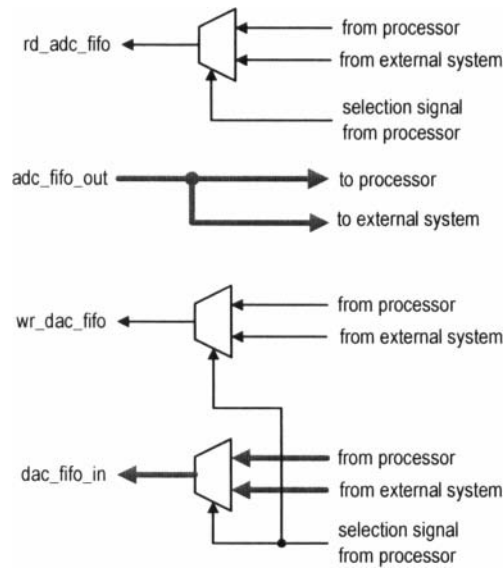 from processor
rd_adc_fifo
from external system
selection signal
from processor
adc_fifo_out
to processor
to external system
from processor
wr_dac_fifo
from external system
from processor
dac_fifo_in
from external system
selection signal
from processor